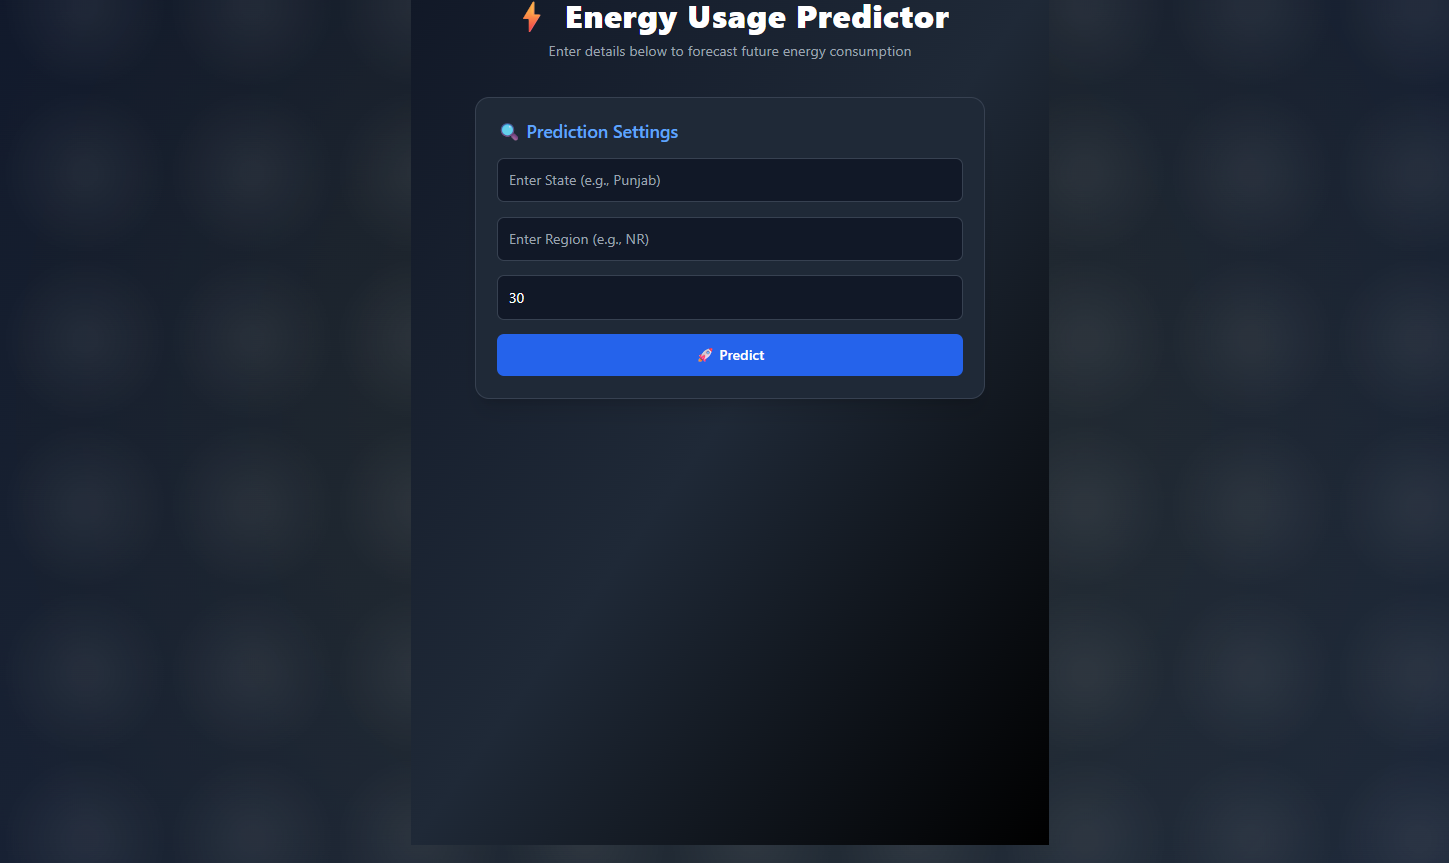 Energy Usage Predictor
Enter details below to forecast future energy consumption
Prediction Settings
Enter State (e.g., Punjab)
Enter Region (e.g., NR)
30
Predict